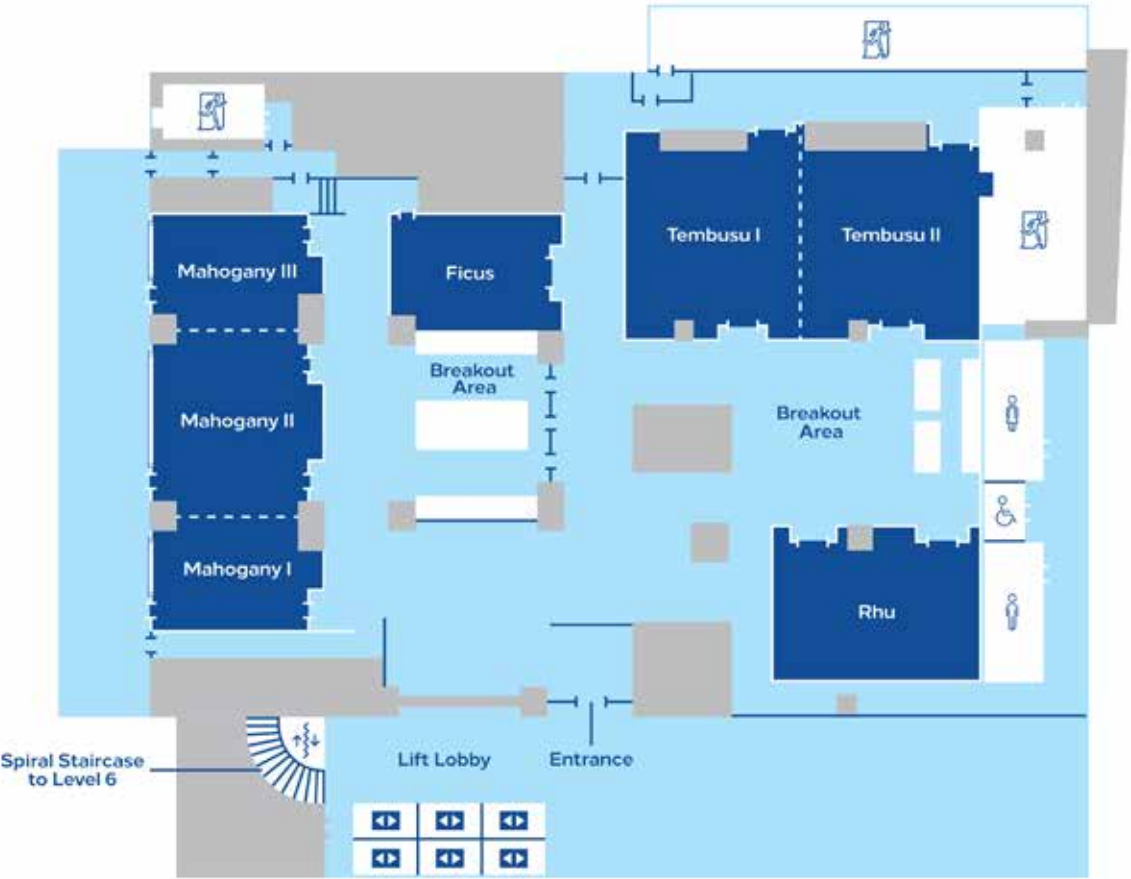 Tembusu I
Tembusu II
Mahogany III
Ficus
Breakout
Area
Mahogany II
Breakout
Area
Mahogany I
Rhu
Spiral Staircase
to Level 6
Lift Lobby
Entrance